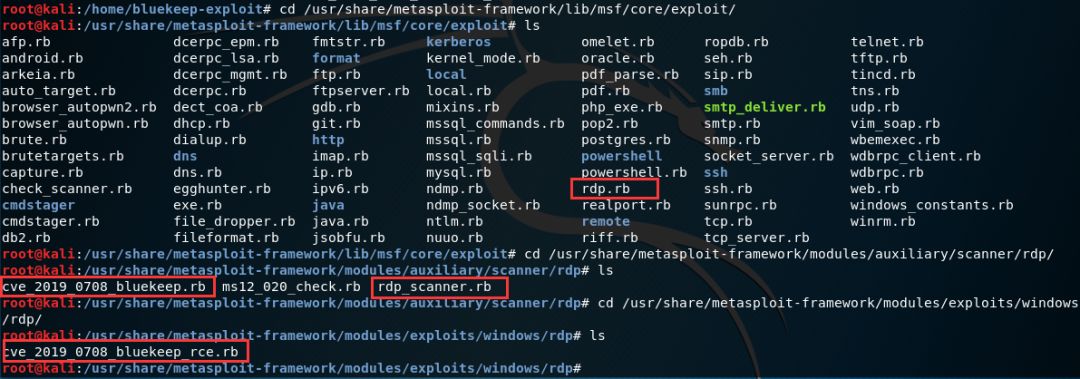 root@kali:/home/bluekeep-exploit# cd /usr/share/metasploit-framework/lib/msf/core/exploit/
root@kali:/usr/share/metasploit-framework/lib/msf/core/exploit# ls
afp.rb dcerpc_epm.rb fmtstr.rb kerberos omelet.rb ropdb.rb telnet.rb
android.rb dcerpc_lsa.rb format kernel_mode.rb oracle.rb seh.rb tftp.rb
arkeia.rb dcerpc_mgmt.rb ftp.rb local pdf_parse.rb sip.rb tincd.rb
auto_target.rb dcerpc.rb ftpserver.rb local.rb pdf.rb smb tns.rb
browser_autopwn2.rb dect_coa.rb gdb.rb mixins.rb php_exe.rb smtp_deliver.rb udp.rb
browser_autopwn.rb dhcp.rb git.rb mssql_commands.rb pop2.rb smtp.rb vim_soap.rb
brute.rb dialup.rb http mssql.rb postgres.rb snmp.rb wbemexec.rb
brutetargets.rb dns imap.rb mssql_sqli.rb powershell socket_server.rb wdbrpc_client.rb
capture.rb dns.rb ip.rb mysql.rb powershell.rb ssh wdbrpc.rb
check_scanner.rb egghunter.rb ipv6.rb ndmp.rb rdp.rb ssh.rb web.rb
cmdstager exe.rb java ndmp_socket.rb realport.rb sunrpc.rb windows_constants.rb
cmdstager.rb file_dropper.rb java.rb ntlm.rb remote tcp.rb winrm.rb
db2.rb fileformat.rb jsobfu.rb nuuo.rb riff.rb tcp_server.rb
root@kali:/usr/share/metasploit-framework/lib/msf/core/exploit# cd /usr/share/metasploit-framework/modules/auxiliary/scanner/rdp/
root@kali:/usr/share/metasploit-framework/modules/auxiliary/scanner/rdp# ls
cve_2019_0708_bluekeep.rb ms12_020_check.rb rdp_scanner.rb
root@kali:/usr/share/metasploit-framework/modules/auxiliary/scanner/rdp# cd /usr/share/metasploit-framework/modules/exploits/windows
/rdp/
root@kali:/usr/share/metasploit-framework/modules/exploits/windows/rdp# ls
cve_2019_0708_bluekeep_rce.rb
root@kali:/usr/share/metasploit-framework/modules/exploits/windows/rdp#